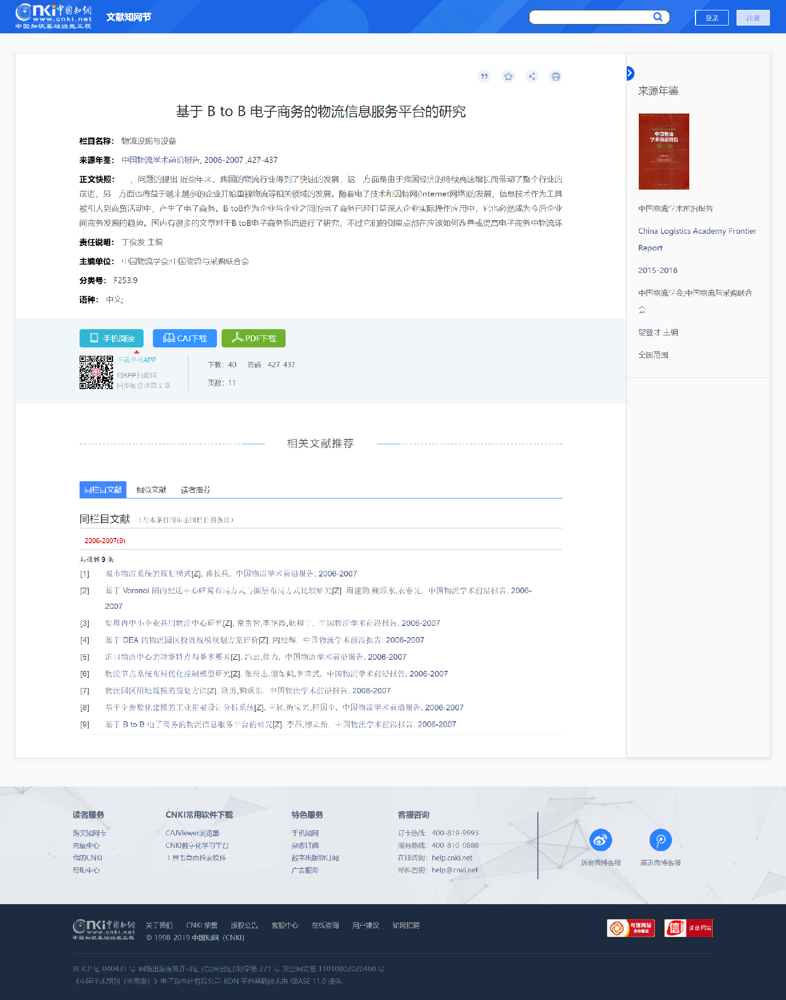 Cnki中国知网
www.cnki.net
中国知识基础设施工程
文献知网节
登录
注册
基于 B to B 电子商务的物流信息服务平台的研究
栏目名称： 物流设施与设备
来源年鉴： 中国物流学术前沿报告, 2006-2007 ,427-437
正文快照： 一、问题的提出 近些年来，我国的物流行业得到了快速的发展，这一方面是由于我国经济的持续高速增长而带动了整个行业的
前进，另一方面也得益于越来越多的企业开始重视物流等相关领域的发展。随着电子技术和因特网(Internet网络)的发展，信息技术作为工具
被引人到商贸活动中，产生了电子商务。B toB作为企业与企业之间的电子商务已经日益深人企业实际操作应用中，它也必然成为今后企业
间商务发展的趋势。国内有很多的文章对于B toB电子商务物流进行了研究，不过它们的侧重点都在应该如何改善或提高电子商务中物流环
责任说明： 丁俊发 主编
主编单位： 中国物流学会;中国物流与采购联合会
分类号： F253.9
语种： 中文;
手机阅读
CAJ下载
PDF下载
下载手机APP
用APP扫此码
同步阅读该篇文章
下载：40 页码：427-437
页数：11
相关文献推荐
同栏目文献 相似文献 读者推荐
同栏目文献 （与本条目同年鉴同栏目的条目）
2006-2007(9)
共找到 9 条
[1] 城市物流系统的规划模式[Z]. 蒋长兵. 中国物流学术前沿报告. 2006-2007
[2] 基于 Voronoi 图的配送中心蜂窝布局方式与圈层布局方式比较研究[Z]. 周建勤,鞠颂东,衣春光. 中国物流学术前沿报告. 2006-
2007
[3] 集群内中小企业共用物流中心研究[Z]. 常贵智,李艳霞,耿翔宇. 中国物流学术前沿报告. 2006-2007
[4] 基于 DEA 的物流园区投资规模规划方案评价[Z]. 陶经辉. 中国物流学术前沿报告. 2006-2007
[5] 港口物流中心的功能特点与基本要素[Z]. 冯云,徐力. 中国物流学术前沿报告. 2006-2007
[6] 物流节点系统布局优化控制模型研究[Z]. 张得志,谢如鹤,罗荣武. 中国物流学术前沿报告. 2006-2007
[7] 物流园区用地规模的规划方法[Z]. 耿勇,鞠颂东. 中国物流学术前沿报告. 2006-2007
[8] 基于全参数化建模的工业货架设计分析系统[Z]. 王转,梅宝兴,程国全. 中国物流学术前沿报告. 2006-2007
[9] 基于 B to B 电子商务的物流信息服务平台的研究[Z]. 李昂,缪立新. 中国物流学术前沿报告. 2006-2007
来源年鉴
中国物流
学术前沿报告
中国物流学术前沿报告
China Logistics Academy Frontier
Report
2015-2016
中国物流学会;中国物流与采购联合
会
贺登才 主编
全国范围
读者服务
购买知网卡
充值中心
我的CNKI
帮助中心
CNKI常用软件下载
CAJViewer浏览器
CNKI数字化学习平台
工具书桌面检索软件
特色服务
手机知网
杂志订阅
数字出版物订阅
广告服务
客服咨询
订卡热线：400-819-9993
服务热线：400-810-9888
在线咨询：help.cnki.net
邮件咨询：help@cnki.net
新浪微博客服
腾讯微博客服
Cnki中国知网
www.cnki.net
中国知识基础设施工程
关于我们 CNKI 荣誉 版权公告 客服中心 在线咨询 用户建议 知网招聘
© 1998-2019 中国知网（CNKI）
可信网站
身份验证
信 诚信网站
京 ICP 证 040431 号 网络出版服务许可证 (总)网出证(京)字第 271 号 京公网安备 11010802020460 号
《中国学术期刊（光盘版）》电子杂志社有限公司 KDN 平台基础技术由 KBASE 11.0 提供.